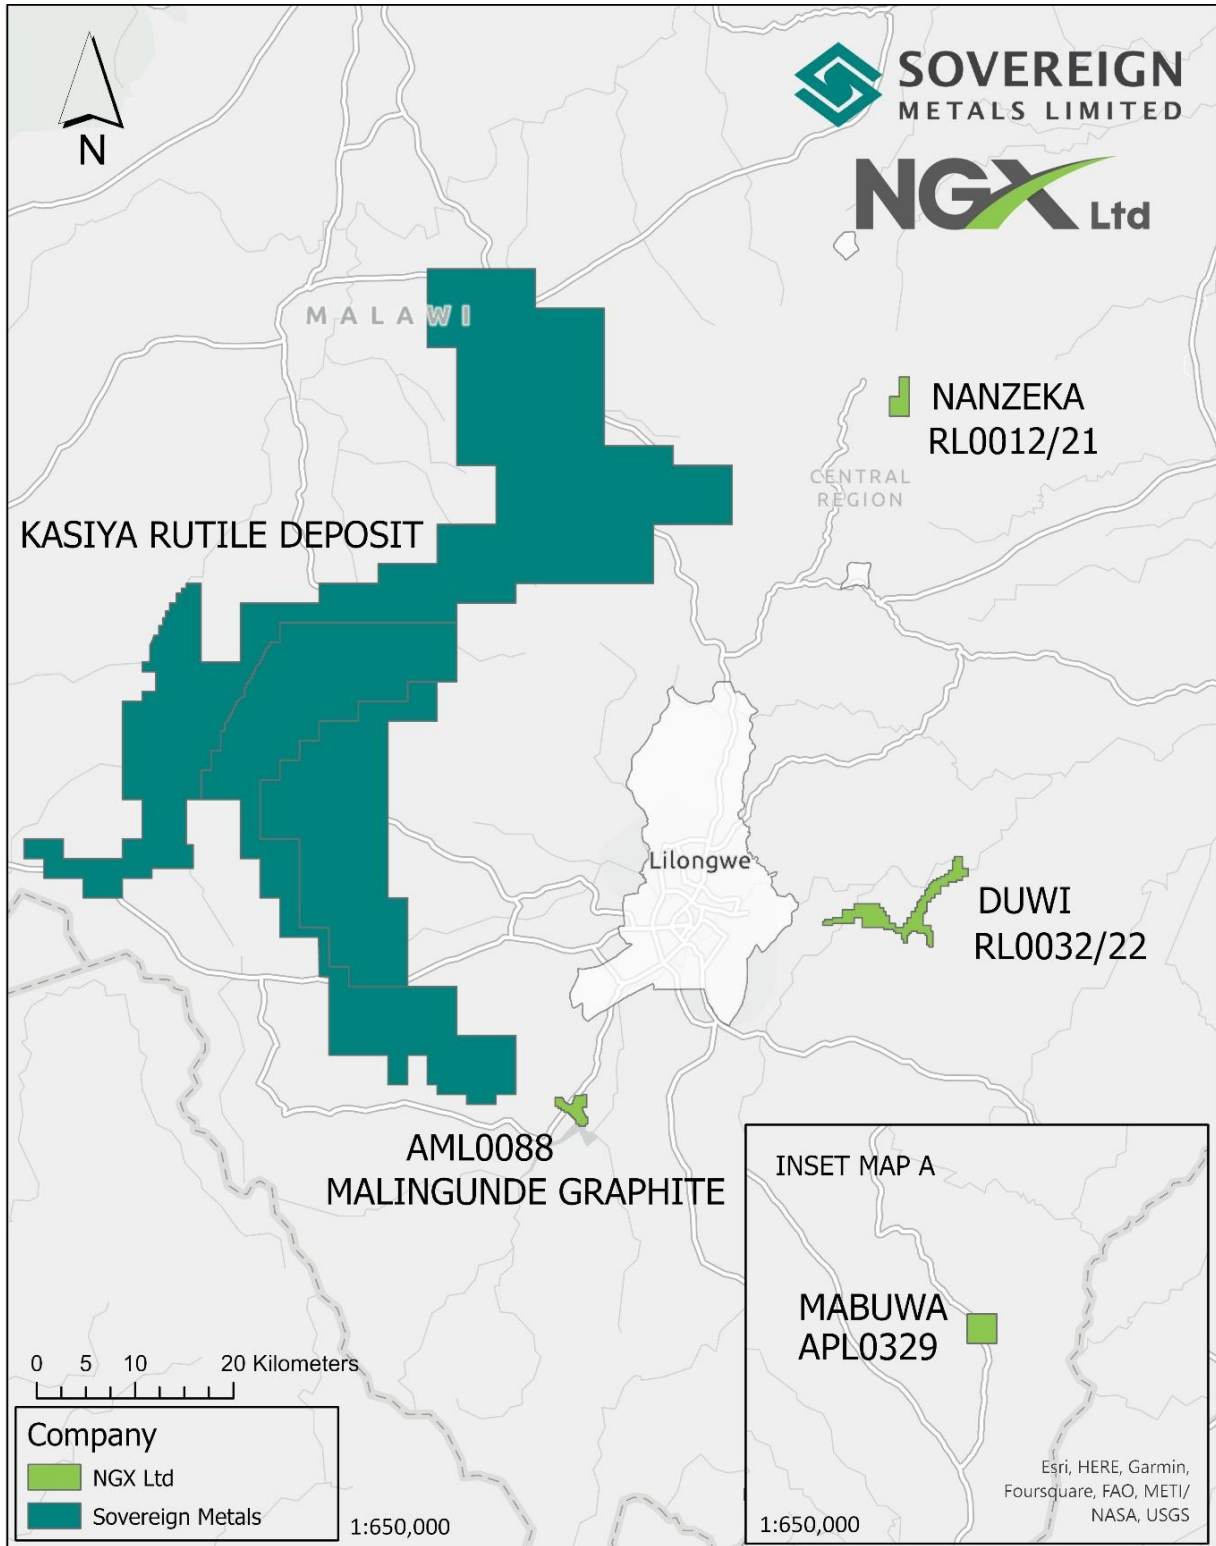 N
SOVEREIGN
METALS LIMITED
NGX Ltd
MALAWI
NANZEKA
RL0012/21
CENTRAL
REGION
KASIYA RUTILE DEPOSIT
Lilongwe
DUWI
RL0032/22
AML0088
MALINGUNDE GRAPHITE
INSET MAP A
MABUWA
APL0329
0 5 10 20 Kilometers
Company
NGX Ltd
Sovereign Metals
1:650,000
Esri, HERE, Garmin,
Foursquare, FAO, METI/
NASA, USGS
1:650,000